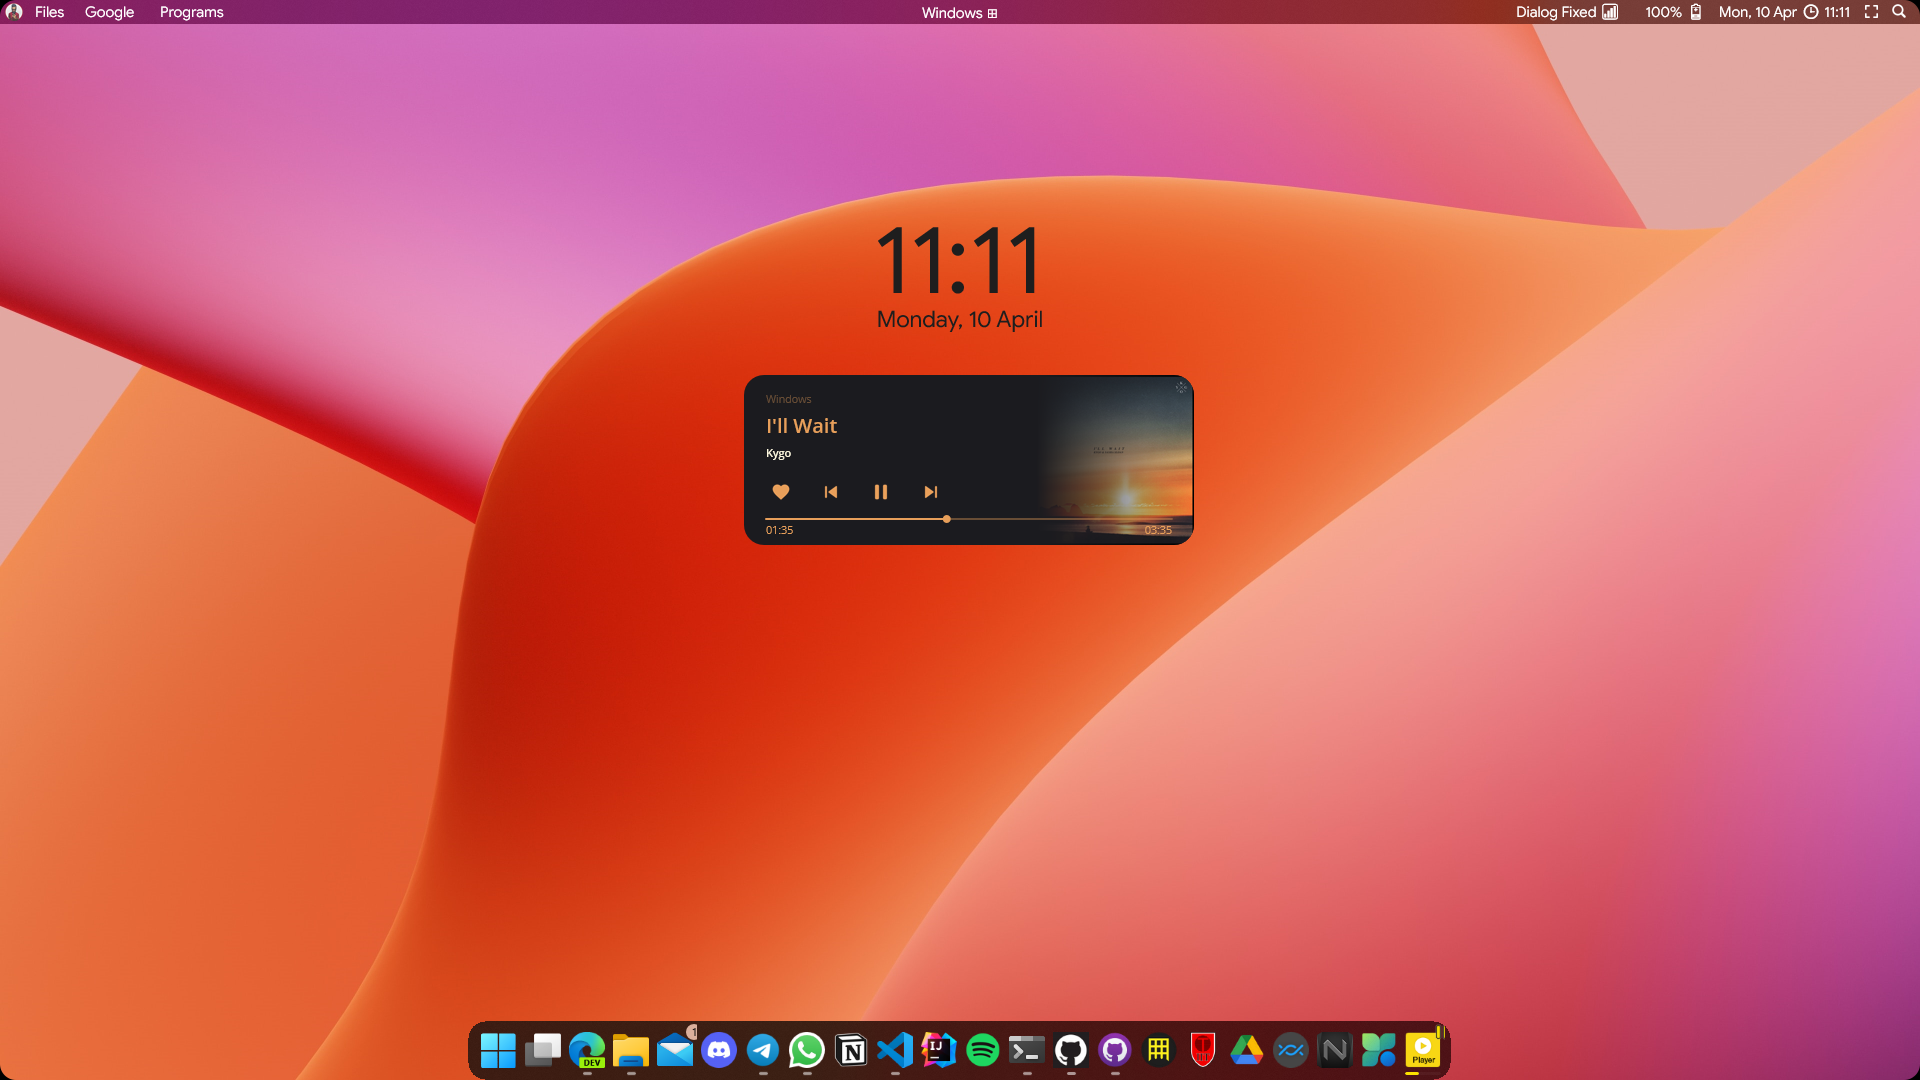 Files Google Programs Windows Dialog Fixed 100% Mon, 10 Apr 11:11
11:11
Monday, 10 April
Windows
I'll Wait
Kygo
01:35 03:35
1
DEV
N
IJ
N
Player